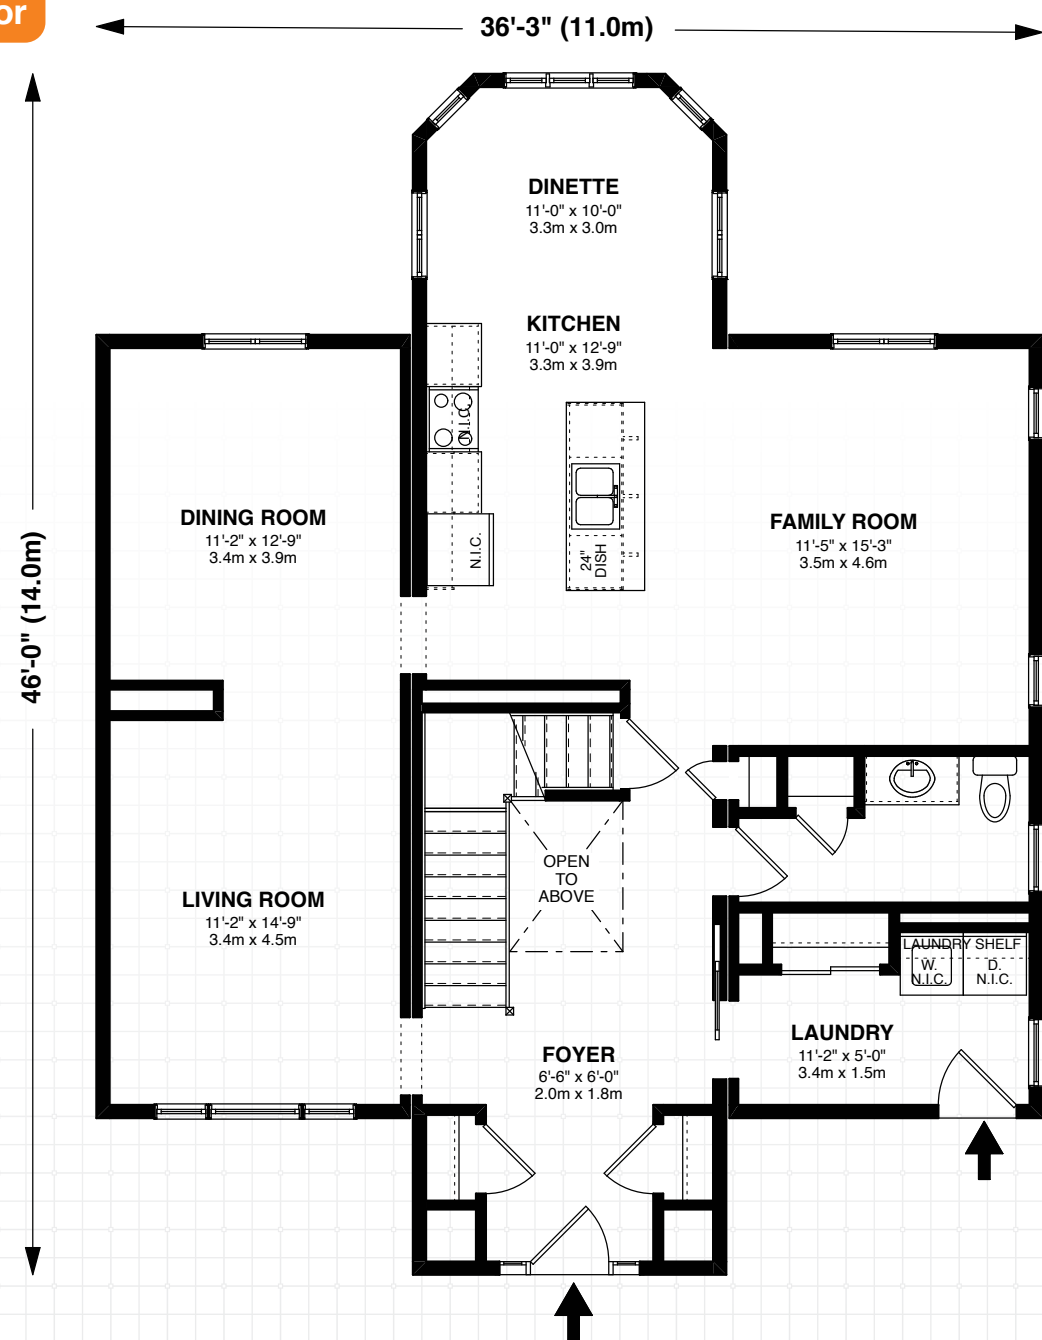 or
36'-3" (11.0m)
46'-0" (14.0m)
DINETTE
11'-0" x 10'-0"
3.3m x 3.0m
KITCHEN
11'-0" x 12'-9"
3.3m x 3.9m
N.I.C.
N.I.C.
24"
DISH
DINING ROOM
11'-2" x 12'-9"
3.4m x 3.9m
FAMILY ROOM
11'-5" x 15'-3"
3.5m x 4.6m
OPEN
TO
ABOVE
LIVING ROOM
11'-2" x 14'-9"
3.4m x 4.5m
LAUNDRY SHELF
W.
N.I.C.
D.
N.I.C.
LAUNDRY
11'-2" x 5'-0"
3.4m x 1.5m
FOYER
6'-6" x 6'-0"
2.0m x 1.8m